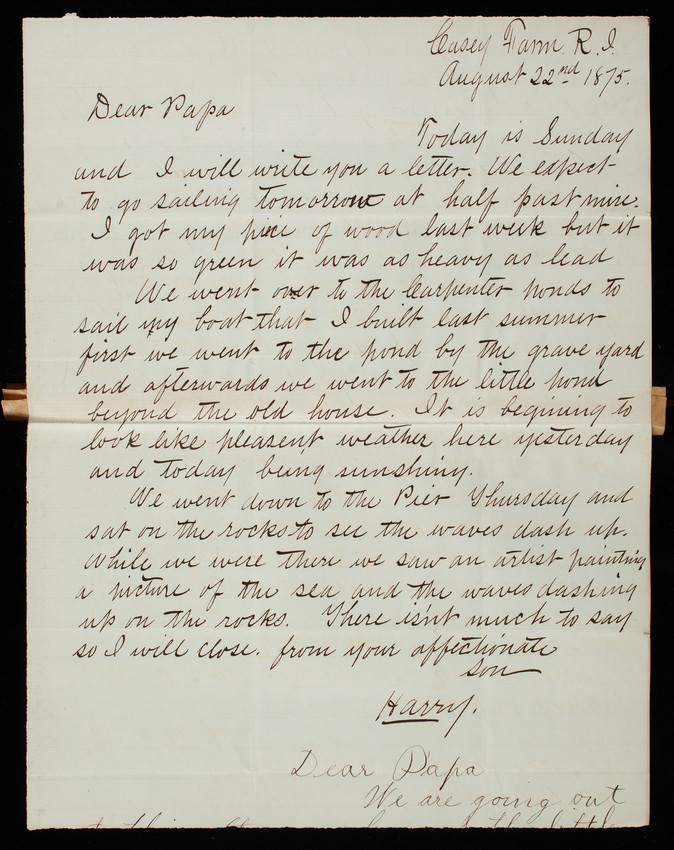 Casey Farm. R.I.
August 22nd 1875.
Dear Papa
Today is Sunday
and I will write you a letter. We expect
to go sailing tomorrow at half past nine.
I got my piece of wood last week but it
was so green it was as heavy as lead
We went over to the Carpenter ponds to
sail my boat that I built last summer
first we went to the pond by the grave yard
and afterwards we went to the little pond
beyond the old house. It is begining to
look like pleasent weather here yesterday
and today being sunshiny.
We went down to the Pier Thursday and
sat on the rocks to see the waves dash up.
While we were there we saw an artist painting
a picture of the sea and the waves dashing
up on the rocks. There is'nt much to say
so I will close. from your affectionate
son
Harry.
Dear Papa
We are going out
the little